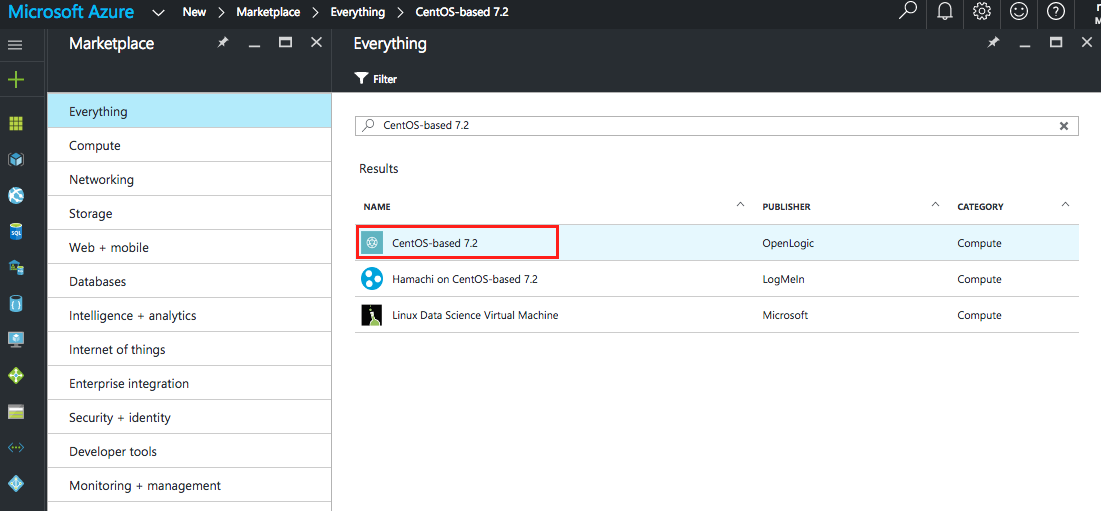 Microsoft Azure New > Marketplace > Everything > CentOS-based 7.2
Marketplace
Everything
Filter
Everything
Compute
Networking
Storage
Web + mobile
Databases
Intelligence + analytics
Internet of things
Enterprise integration
Security + identity
Developer tools
Monitoring + management
CentOS-based 7.2
Results
NAME PUBLISHER CATEGORY
CentOS-based 7.2 OpenLogic Compute
Hamachi on CentOS-based 7.2 LogMeIn Compute
Linux Data Science Virtual Machine Microsoft Compute
SQL